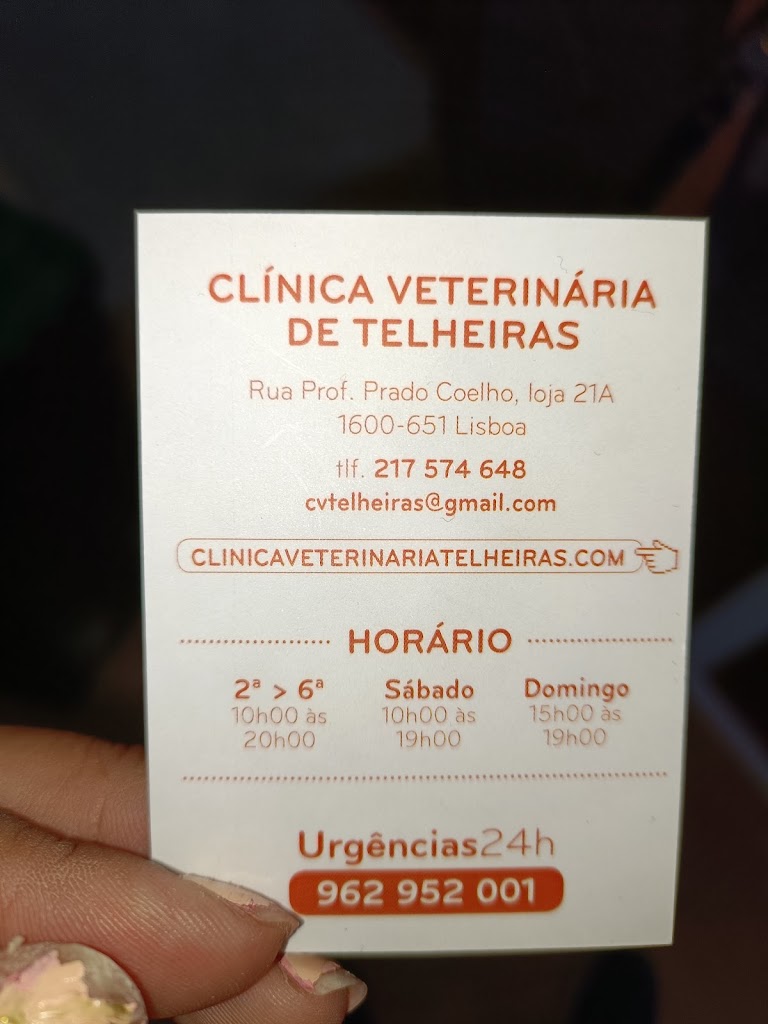 CLÍNICA VETERINÁRIA
DE TELHEIRAS
Rua Prof. Prado Coelho, loja 21A
1600-651 Lisboa
tlf. 217 574 648
cvtelheiras@gmail.com
CLINICAVETERINARIATELHEIRAS.COM
HORÁRIO
2ª > 6ª Sábado Domingo
10h00 às 10h00 às 15h00 às
20h00 19h00 19h00
Urgências24h
962 952 001